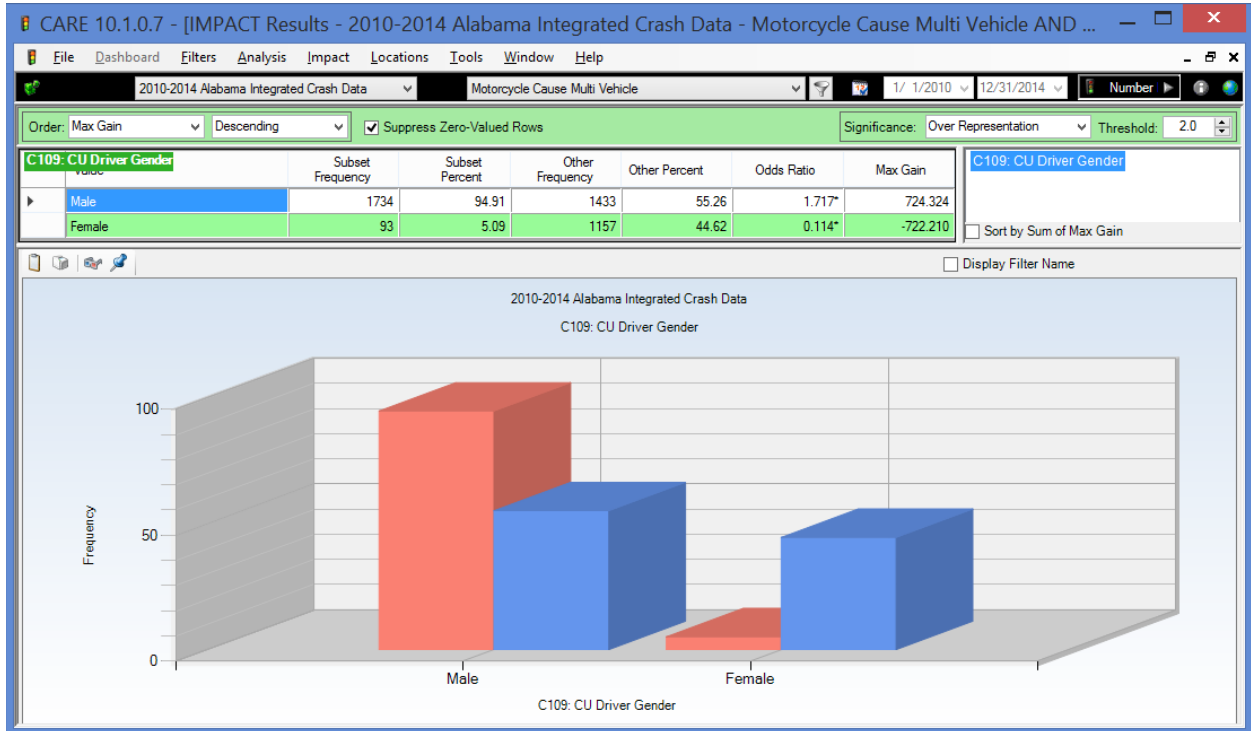 CARE 10.1.0.7 - [IMPACT Results - 2010-2014 Alabama Integrated Crash Data - Motorcycle Cause Multi Vehicle AND ...
File Dashboard Filters Analysis Impact Locations Tools Window Help
2010-2014 Alabama Integrated Crash Data Motorcycle Cause Multi Vehicle 1/ 1/2010 12/31/2014 Number
Order: Max Gain Descending Suppress Zero-Valued Rows Significance: Over Representation Threshold: 2.0
C109: CU Driver Gender Subset Frequency Subset Percent Other Frequency Other Percent Odds Ratio Max Gain C109: CU Driver Gender
Male 1734 94.91 1433 55.26 1.717* 724.324
Female 93 5.09 1157 44.62 0.114* -722.210
Sort by Sum of Max Gain
Display Filter Name
2010-2014 Alabama Integrated Crash Data
C109: CU Driver Gender
100
50
0
Frequency
Male Female
C109: CU Driver Gender